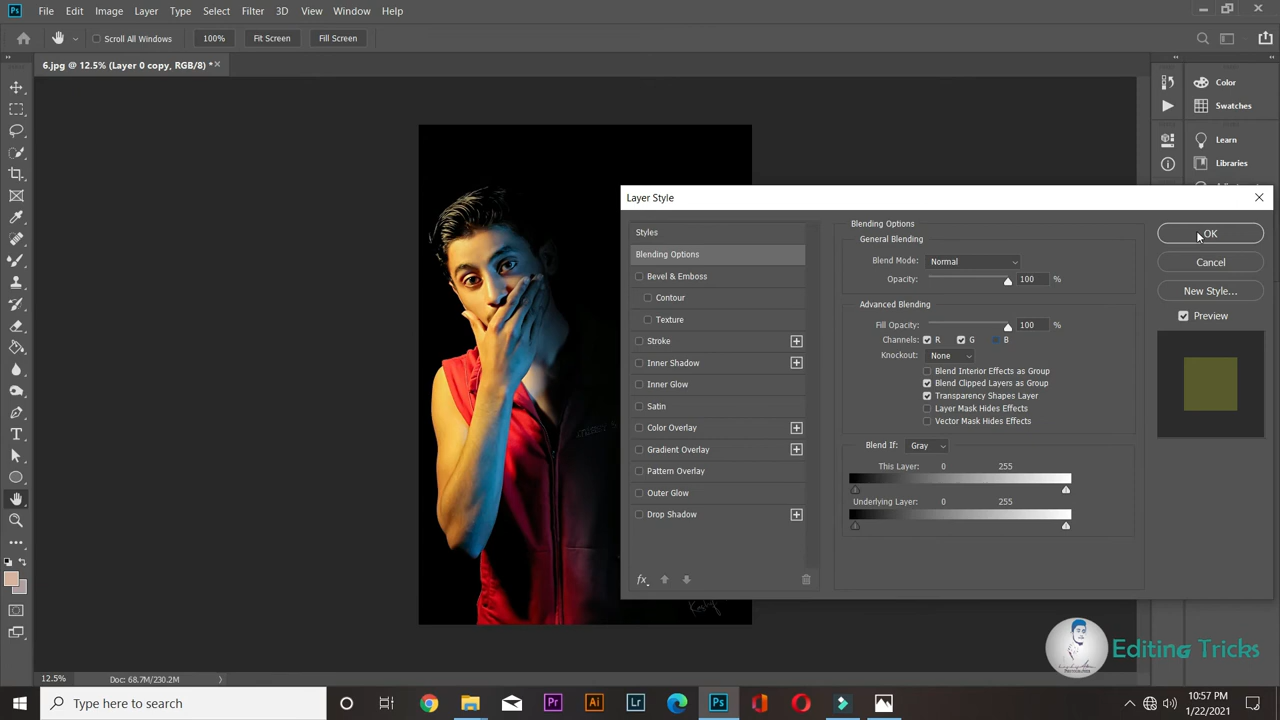 Ps File Edit Image Layer Type Select Filter 3D View Window Help
Scroll All Windows 100% Fit Screen Fill Screen
6.jpg @ 12.5% (Layer 0 copy, RGB/8) *
Color
Swatches
Learn
Libraries
Layer Style
Styles
Blending Options
Bevel & Emboss
Contour
Texture
Stroke
Inner Shadow
Inner Glow
Satin
Color Overlay
Gradient Overlay
Pattern Overlay
Outer Glow
Drop Shadow
fx
Blending Options
General Blending
Blend Mode: Normal
Opacity: 100 %
Advanced Blending
Fill Opacity: 100 %
Channels: R G B
Knockout: None
Blend Interior Effects as Group
Blend Clipped Layers as Group
Transparency Shapes Layer
Layer Mask Hides Effects
Vector Mask Hides Effects
Blend If: Gray
This Layer: 0 255
Underlying Layer: 0 255
OK
Cancel
New Style...
Preview
Editing Tricks
12.5% Doc: 68.7M/230.2M
Type here to search
Pr Ai Lr Ps
10:57 PM
1/22/2021